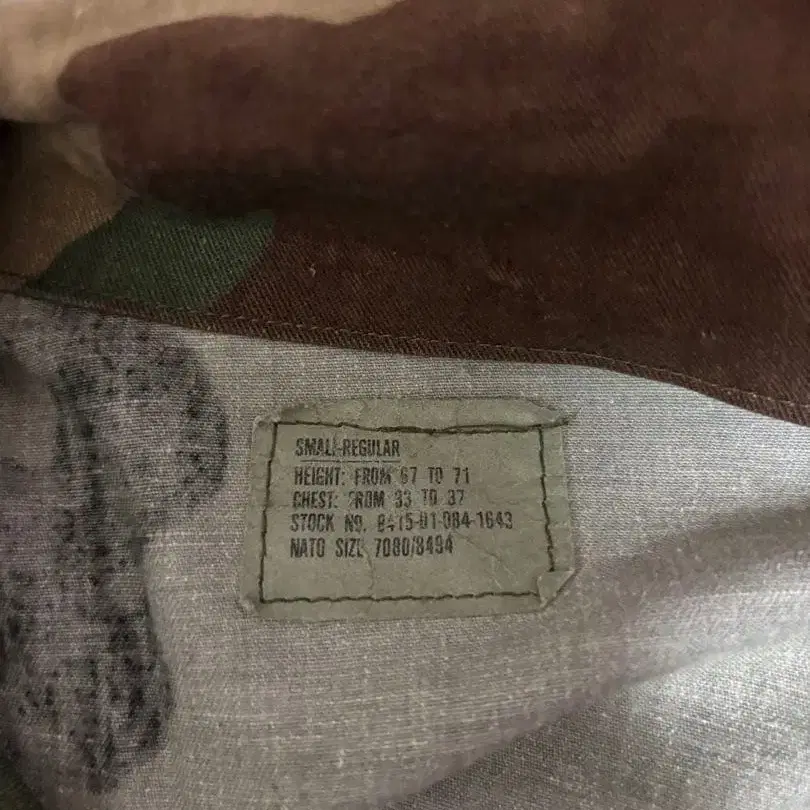 SMALL-REGULAR
HEIGHT: FROM 67 TO 71
CHEST: FROM 33 TO 37
STOCK NO. 8415-01-084-1643
NATO SIZE 7080/8494